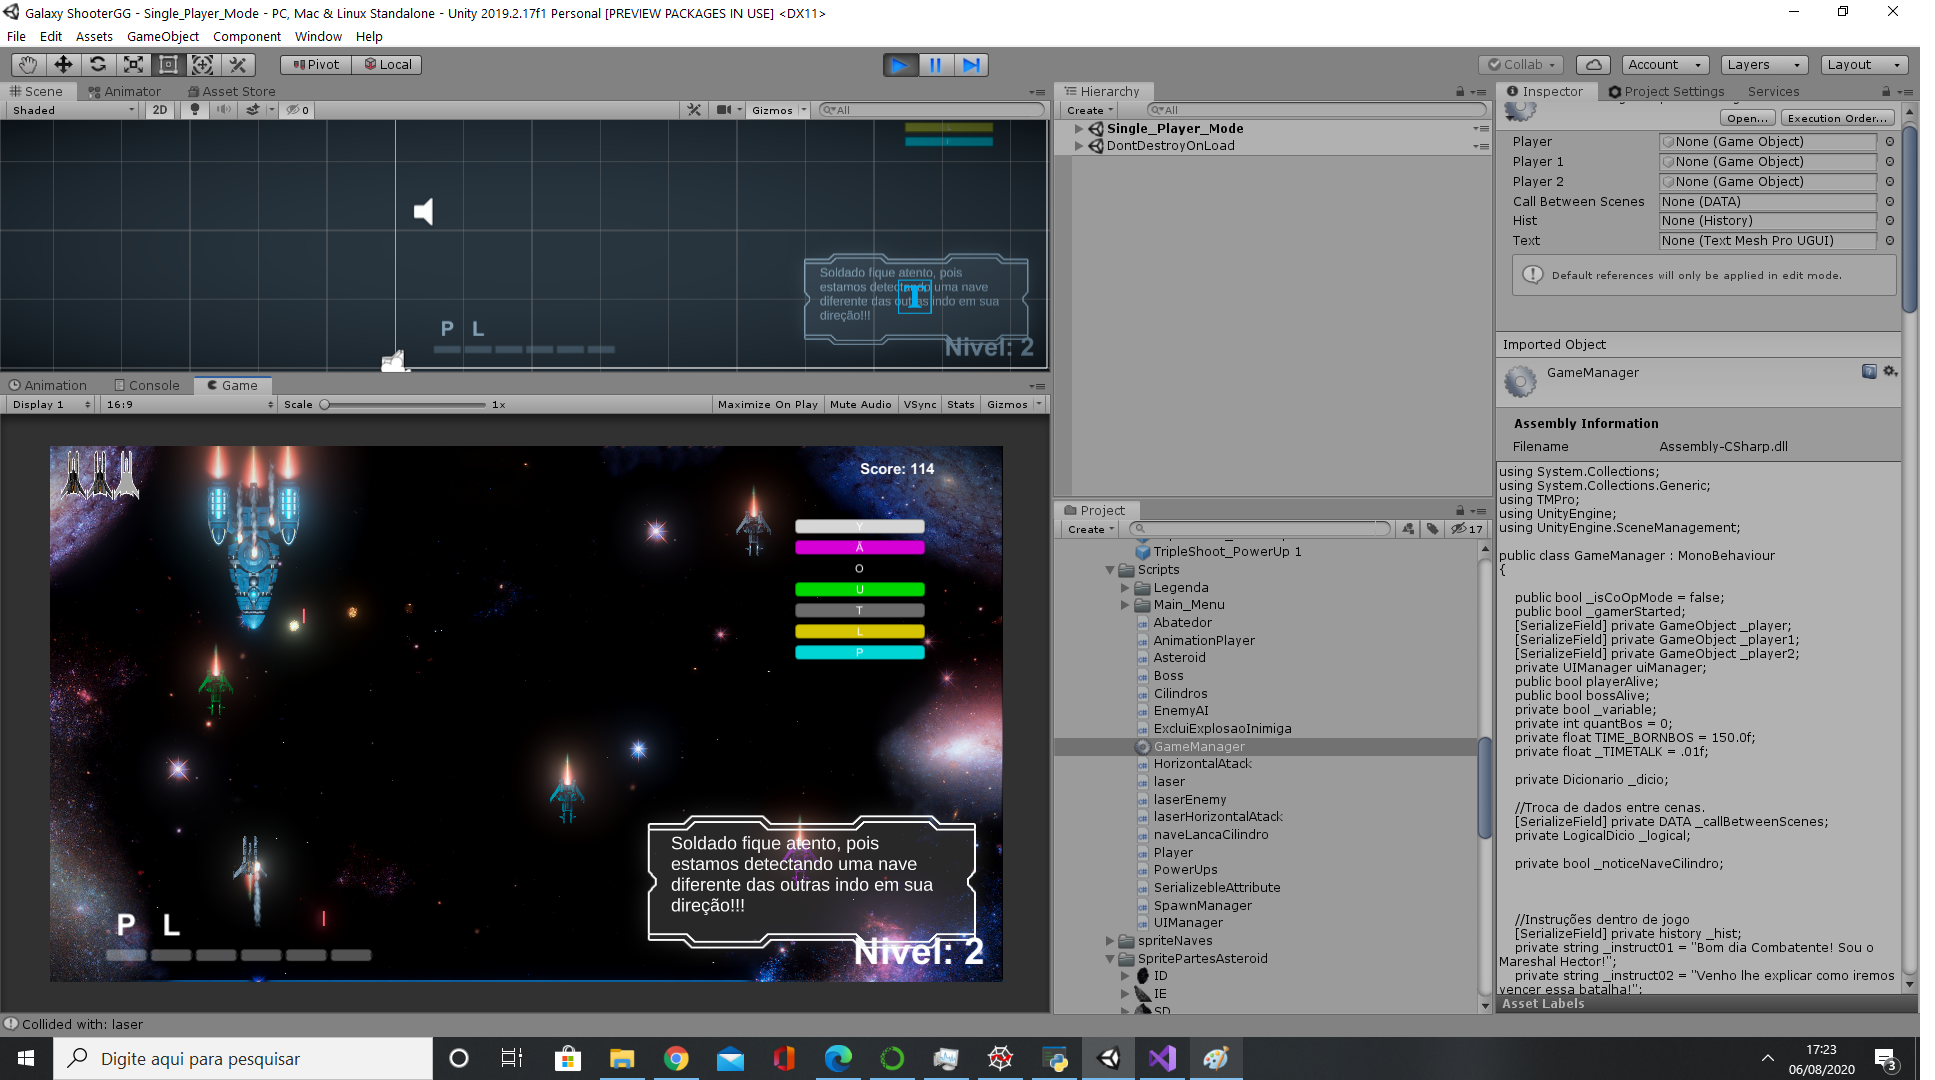 Galaxy ShooterGG - Single_Player_Mode - PC, Mac & Linux Standalone - Unity 2019.2.17f1 Personal [PREVIEW PACKAGES IN USE] <DX11>
File Edit Assets GameObject Component Window Help
Pivot Local Collab Account Layers Layout
Scene Animator Asset Store
Shaded 2D 0 Gizmos All
Soldado fique atento, pois
estamos detectando uma nave
diferente das outras indo em sua
direção!!!
P L
Nivel: 2
Animation Console Game
Display 1 16:9 Scale 1x Maximize On Play Mute Audio VSync Stats Gizmos
Score: 114
Y
Ã
O
U
T
L
P
Soldado fique atento, pois
estamos detectando uma nave
diferente das outras indo em sua
direção!!!
P L
Nivel: 2
Hierarchy
Create All
Single_Player_Mode
DontDestroyOnLoad
Project
Create 17
TripleShoot_PowerUp 1
Scripts
Legenda
Main_Menu
Abatedor
AnimationPlayer
Asteroid
Boss
Cilindros
EnemyAI
ExcluiExplosaoInimiga
GameManager
HorizontalAtack
laser
laserEnemy
laserHorizontalAtack
naveLancaCilindro
Player
PowerUps
SerializebleAttribute
SpawnManager
UIManager
spriteNaves
SpritePartesAsteroid
ID
IE
SD
Inspector Project Settings Services
Open... Execution Order...
Player None (Game Object)
Player 1 None (Game Object)
Player 2 None (Game Object)
Call Between Scenes None (DATA)
Hist None (History)
Text None (Text Mesh Pro UGUI)
Default references will only be applied in edit mode.
Imported Object
GameManager
Assembly Information
Filename Assembly-CSharp.dll
using System.Collections;
using System.Collections.Generic;
using TMPro;
using UnityEngine;
using UnityEngine.SceneManagement;
public class GameManager : MonoBehaviour
{
public bool _isCoOpMode = false;
public bool _gamerStarted;
[SerializeField] private GameObject _player;
[SerializeField] private GameObject _player1;
[SerializeField] private GameObject _player2;
private UIManager uiManager;
public bool playerAlive;
public bool bossAlive;
private bool _variable;
private int quantBos = 0;
private float TIME_BORNBOS = 150.0f;
private float _TIMETALK = .01f;
private Dicionario _dicio;
//Troca de dados entre cenas.
[SerializeField] private DATA _callBetweenScenes;
private LogicalDicio _logical;
private bool _noticeNaveCilindro;
//Instruções dentro de jogo
[SerializeField] private history _hist;
private string _instruct01 = "Bom dia Combatente! Sou o
Mareshal Hector!";
private string _instruct02 = "Venho lhe explicar como iremos
vencer essa batalha!";
Asset Labels
Collided with: laser
Digite aqui para pesquisar
17:23
06/08/2020
3